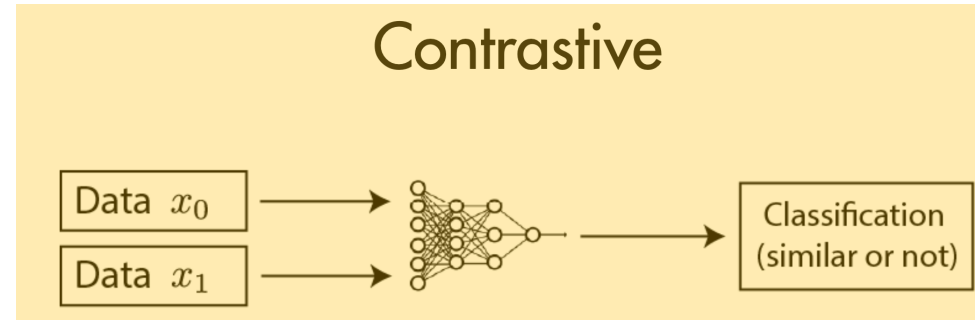 Contrastive
Data x₀
Data x₁
Classification
(similar or not)